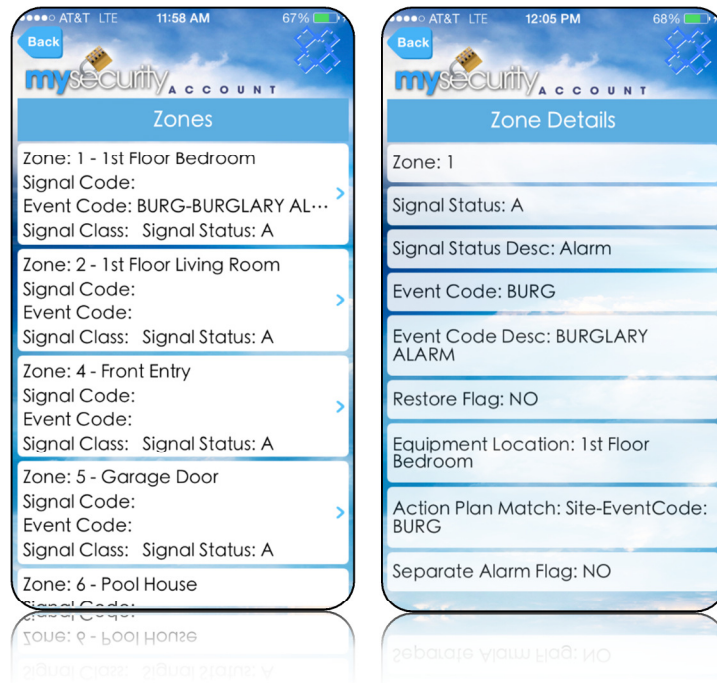 AT&T LTE 11:58 AM 67%
Back
mysecurity
ACCOUNT
Zones
Zone: 1 - 1st Floor Bedroom
Signal Code:
Event Code: BURG-BURGLARY AL...
Signal Class: Signal Status: A
Zone: 2 - 1st Floor Living Room
Signal Code:
Event Code:
Signal Class: Signal Status: A
Zone: 4 - Front Entry
Signal Code:
Event Code:
Signal Class: Signal Status: A
Zone: 5 - Garage Door
Signal Code:
Event Code:
Signal Class: Signal Status: A
Zone: 6 - Pool House
Signal Code:
AT&T LTE 12:05 PM 68%
Back
mysecurity
ACCOUNT
Zone Details
Zone: 1
Signal Status: A
Signal Status Desc: Alarm
Event Code: BURG
Event Code Desc: BURGLARY
ALARM
Restore Flag: NO
Equipment Location: 1st Floor
Bedroom
Action Plan Match: Site-EventCode:
BURG
Separate Alarm Flag: NO